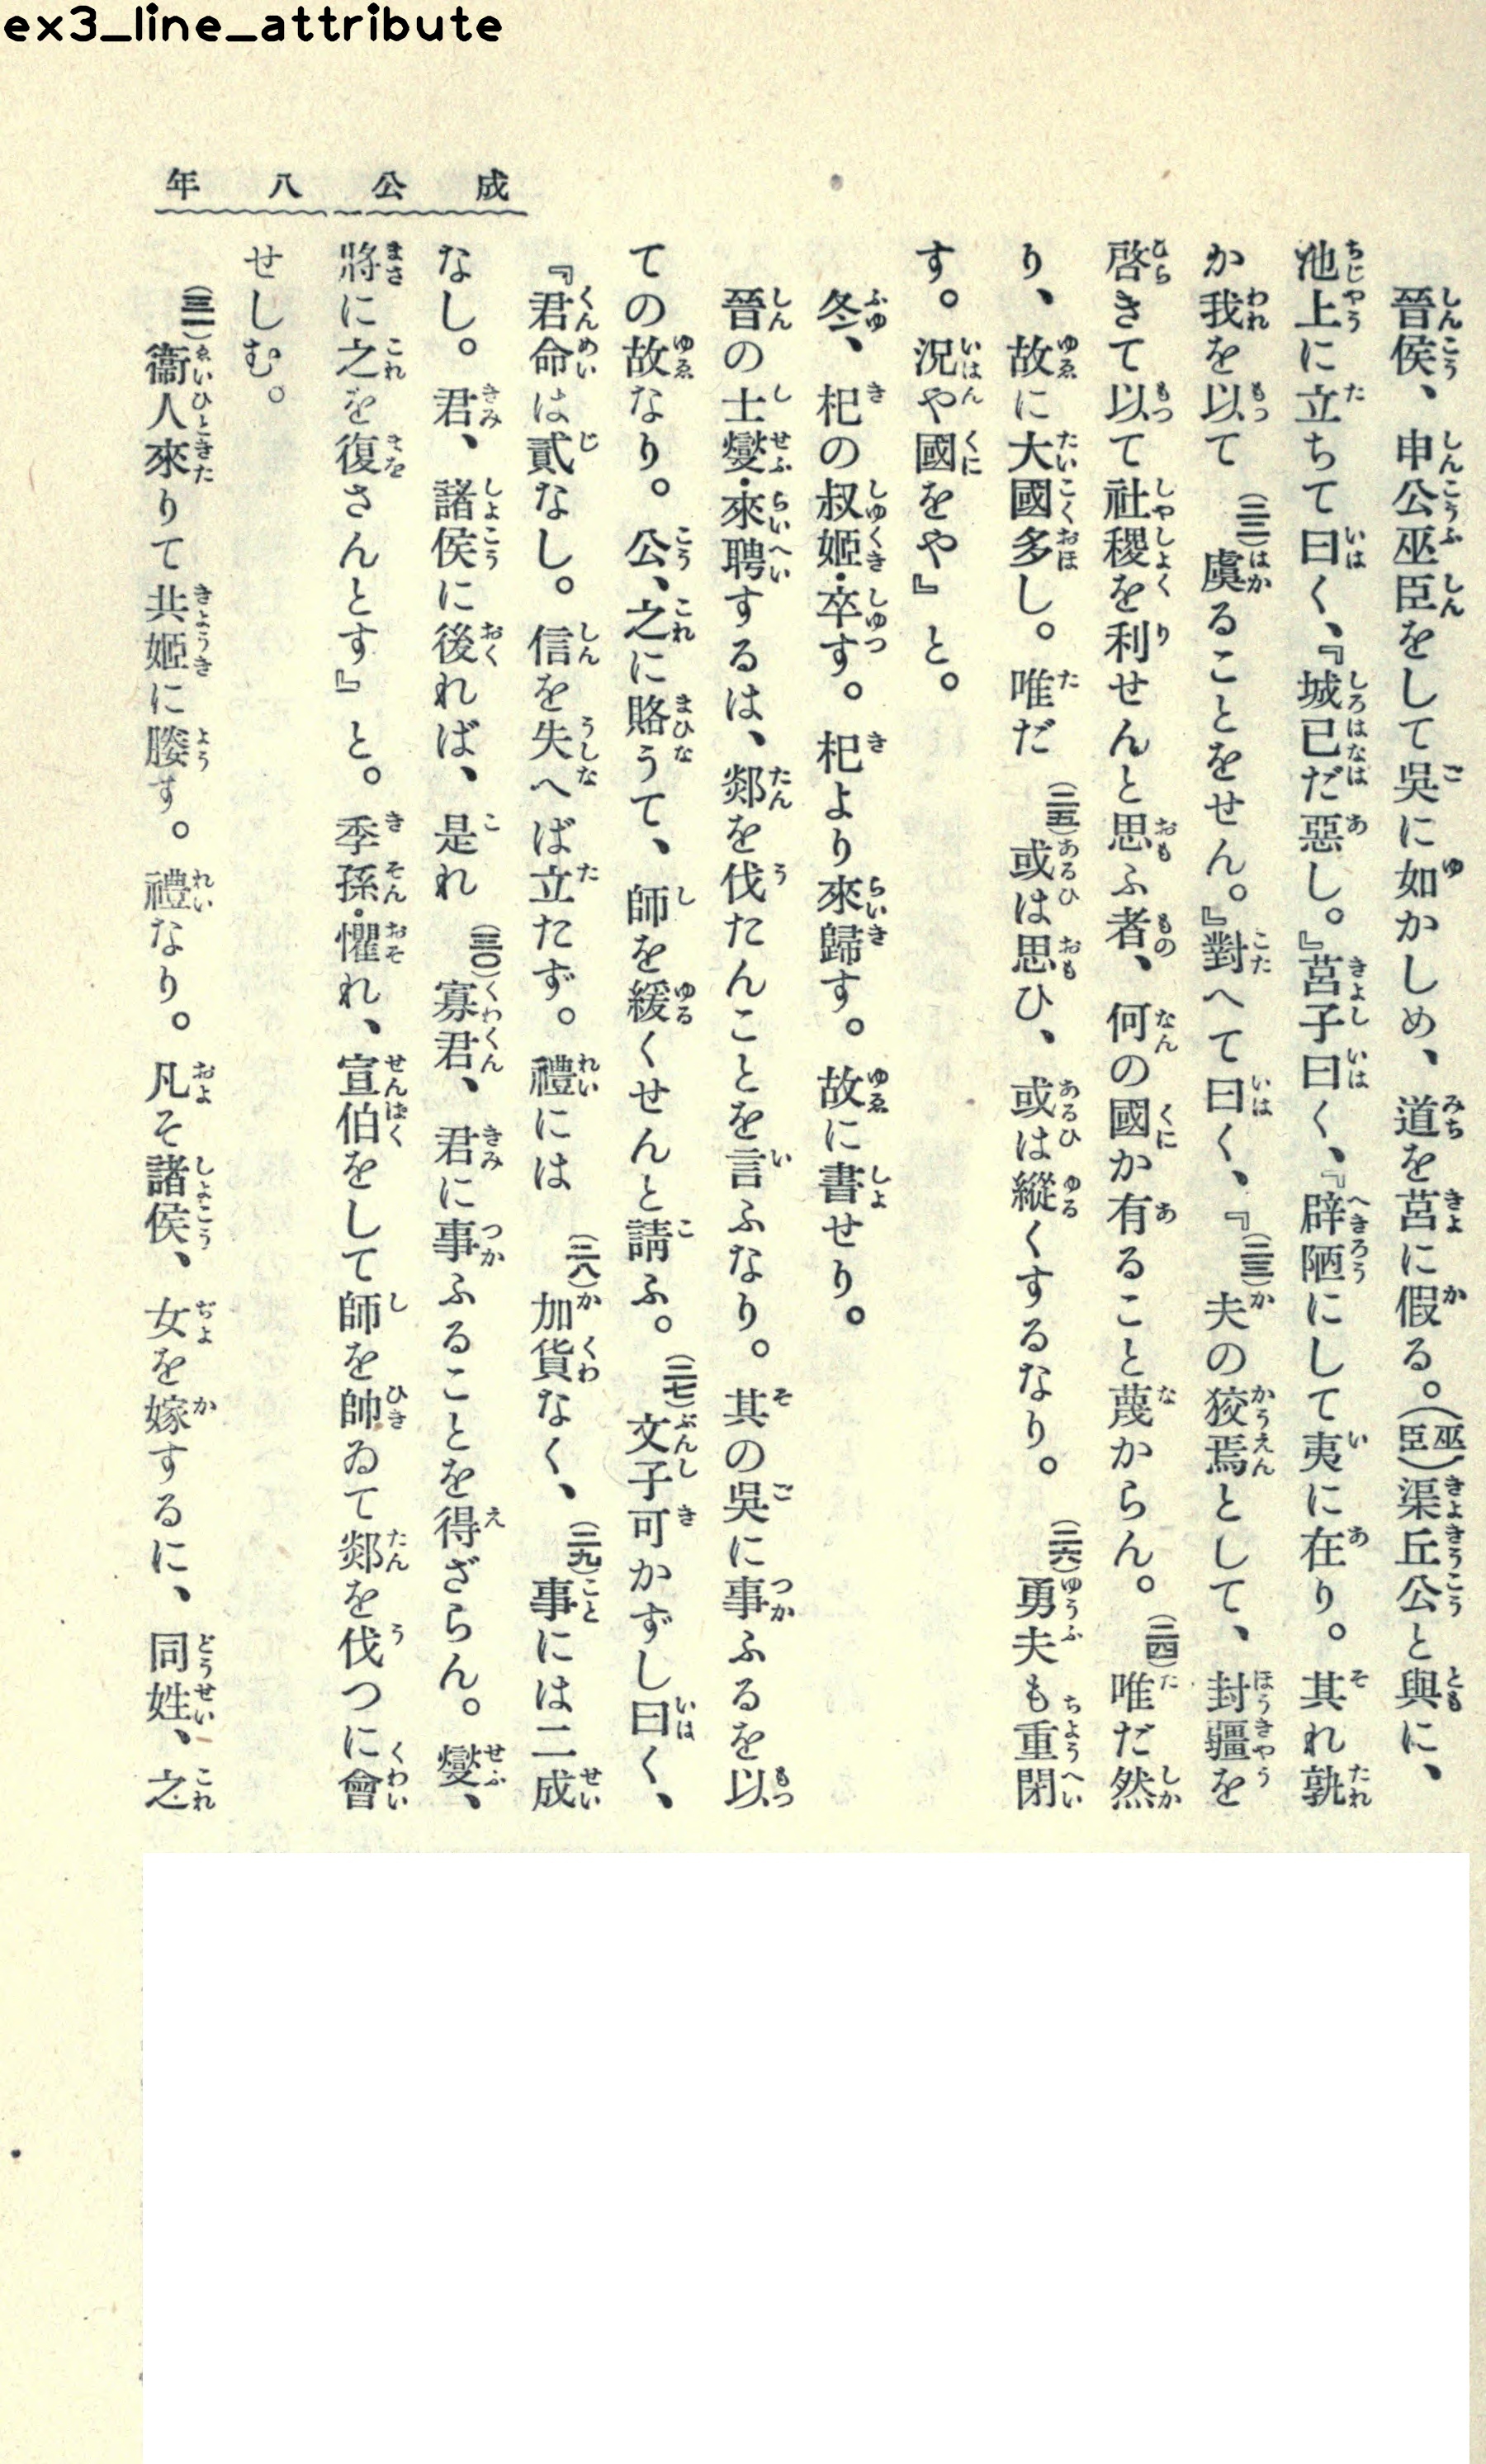 ex3_line_attribute
成公八年
晉侯、申公巫臣をして吳に如かしめ、道を莒に假る。(巫臣)渠丘公と與に、
池上に立ちて曰く、『城已だ惡し。』莒子曰く、『辟陋にして夷に在り。其れ孰
か我を以て(二二)虞ることをせん。』對へて曰く、『(二三)夫の狡焉として、封疆を
啓きて以て社稷を利せんと思ふ者、何の國か有ること蔑からん。(二四)唯だ然
り、故に大國多し。唯だ(二五)或は思ひ、或は縱くするなり。(二六)勇夫も重閉
す。況や國をや』と。
冬、杞の叔姬・卒す。杞より來歸す。故に書せり。
晉の士燮・來聘するは、郯を伐たんことを言ふなり。其の吳に事ふるを以
ての故なり。公、之に賂うて、師を緩くせんと請ふ。(二七)文子可かずし曰く、
『君命は貳なし。信を失へば立たず。禮には(二八)加貨なく、(二九)事には二成
なし。君、諸侯に後れば、是れ(三〇)寡君、君に事ふることを得ざらん。燮、
將に之を復さんとす』と。季孫・懼れ、宣伯をして師を帥ゐて郯を伐つに會
せしむ。
(三一)衞人來りて共姬に媵す。禮なり。凡そ諸侯、女を嫁するに、同姓、之